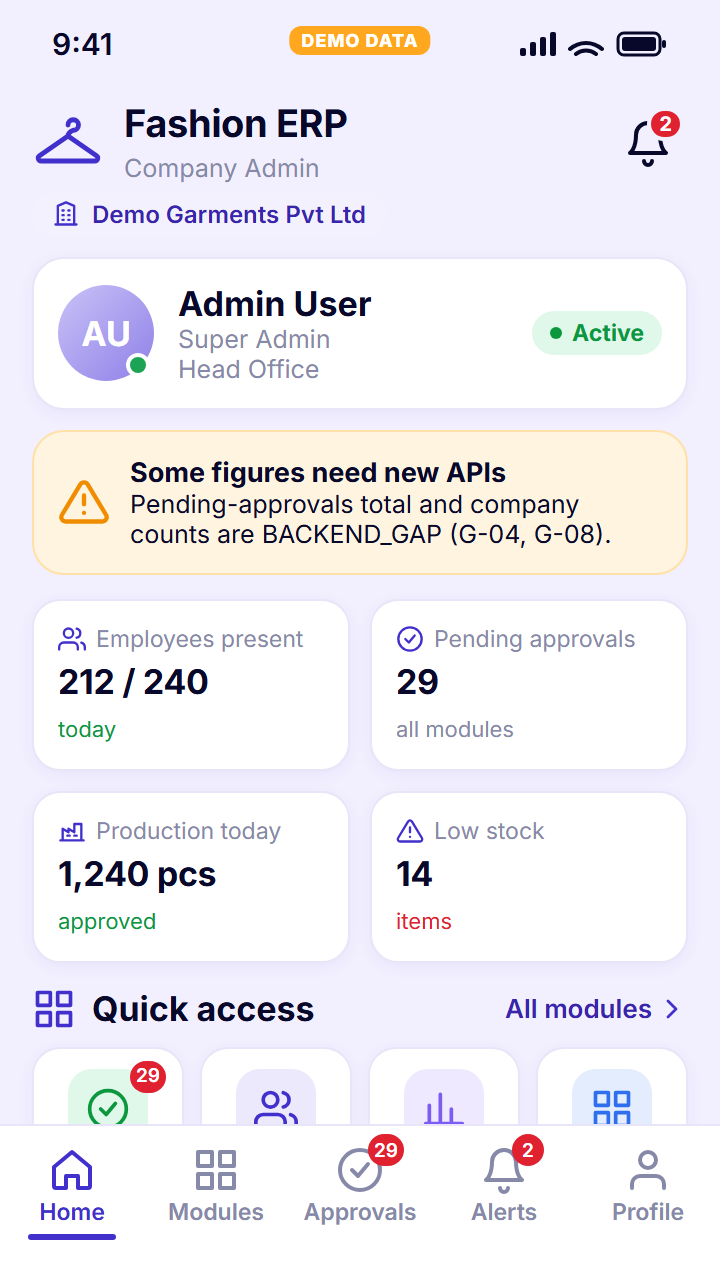 9:41
DEMO DATA
Fashion ERP
2
Company Admin
Demo Garments Pvt Ltd
AU
Admin User
Super Admin
Head Office
Active
Some figures need new APIs
Pending-approvals total and company
counts are BACKEND_GAP (G-04, G-08).
Employees present
212 / 240
today
Pending approvals
29
all modules
Production today
1,240 pcs
approved
Low stock
14
items
Quick access
All modules
29
29
2
Home
Modules
Approvals
Alerts
Profile